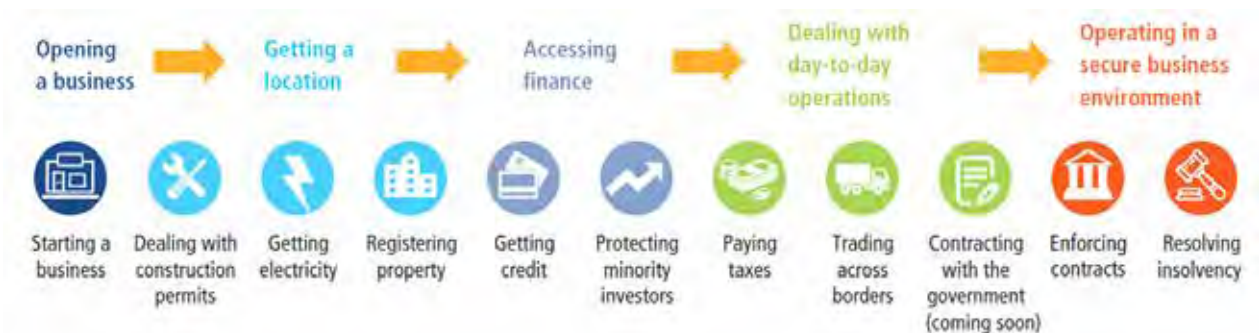 Opening
a business
Getting a
location
Accessing
finance
Dealing with
day-to-day
operations
Operating in a
secure business
environment
Starting a
business
Dealing with
construction
permits
Getting
electricity
Registering
property
Getting
credit
Protecting
minority
investors
Paying
taxes
Trading
across
borders
Contracting
with the
government
(coming soon)
Enforcing
contracts
Resolving
insolvency